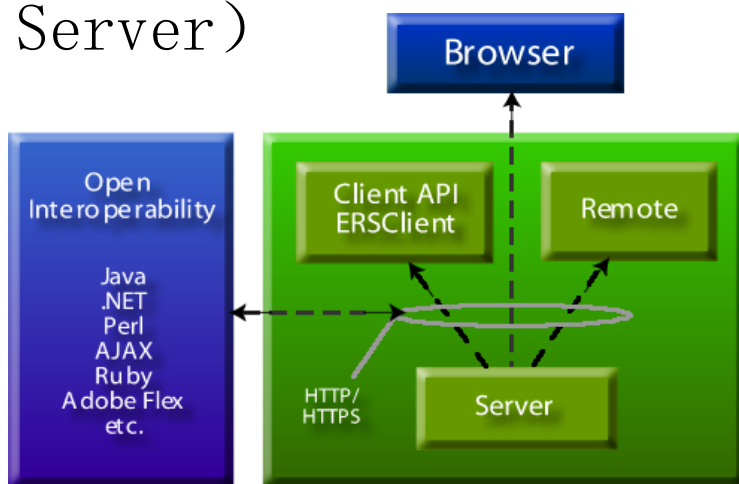 Server）
Browser
Open
Interoperability
Java
.NET
Perl
AJAX
Ruby
Adobe Flex
etc.
Client API
ERSClient
Remote
HTTP/
HTTPS
Server